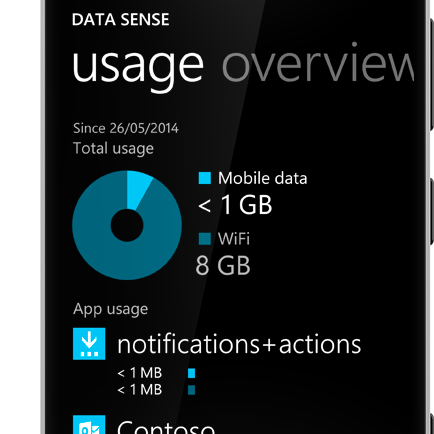 DATA SENSE
usage overview
Since 26/05/2014
Total usage
Mobile data
< 1 GB
WiFi
8 GB
App usage
notifications+actions
< 1 MB
< 1 MB
Contoso